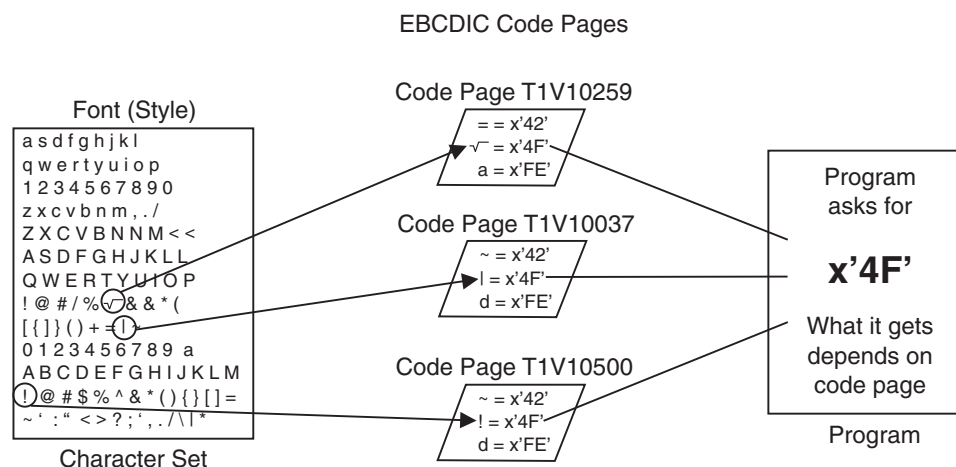 EBCDIC Code Pages
Font (Style)
a s d f g h j k l
q w e r t y u i o p
1 2 3 4 5 6 7 8 9 0
z x c v b n m , . /
Z X C V B N N M < <
A S D F G H J K L L
Q W E R T Y U I O P
! @ # / % √ & & * (
[ { ] } ( ) + = | ~
0 1 2 3 4 5 6 7 8 9 a
A B C D E F G H I J K L M
! @ # $ % ^ & * ( ) { } [ ] =
~ ‘ : “ < > ? ; ‘ , . / \ | *
Character Set
Code Page T1V10259
= = x’42’
√ = x’4F’
a = x’FE’
Code Page T1V10037
~ = x’42’
| = x’4F’
d = x’FE’
Code Page T1V10500
~ = x’42’
! = x’4F’
d = x’FE’
Program
asks for
x’4F’
What it gets
depends on
code page
Program